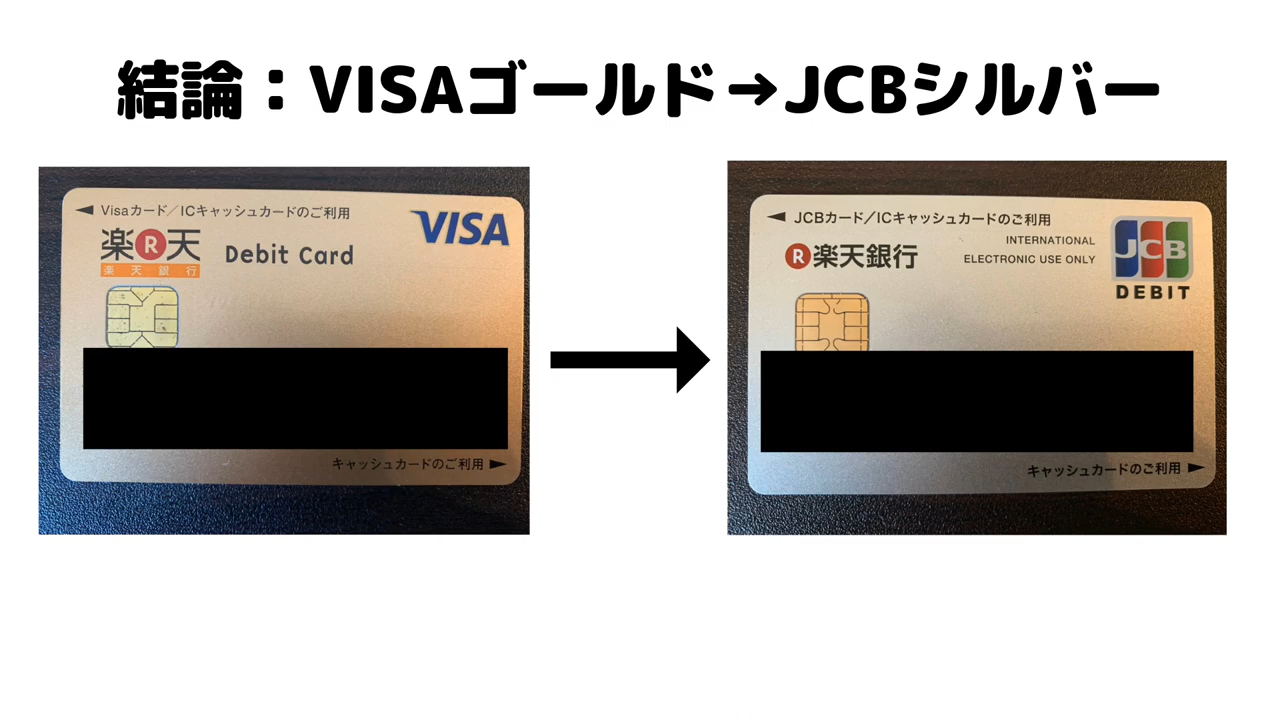 結論：VISAゴールド→JCBシルバー
◀ Visaカード／ICキャッシュカードのご利用
VISA
楽R天 Debit Card
楽天銀行
キャッシュカードのご利用 ▶
◀ JCBカード／ICキャッシュカードのご利用
R楽天銀行
INTERNATIONAL
ELECTRONIC USE ONLY
JCB
DEBIT
キャッシュカードのご利用 ▶